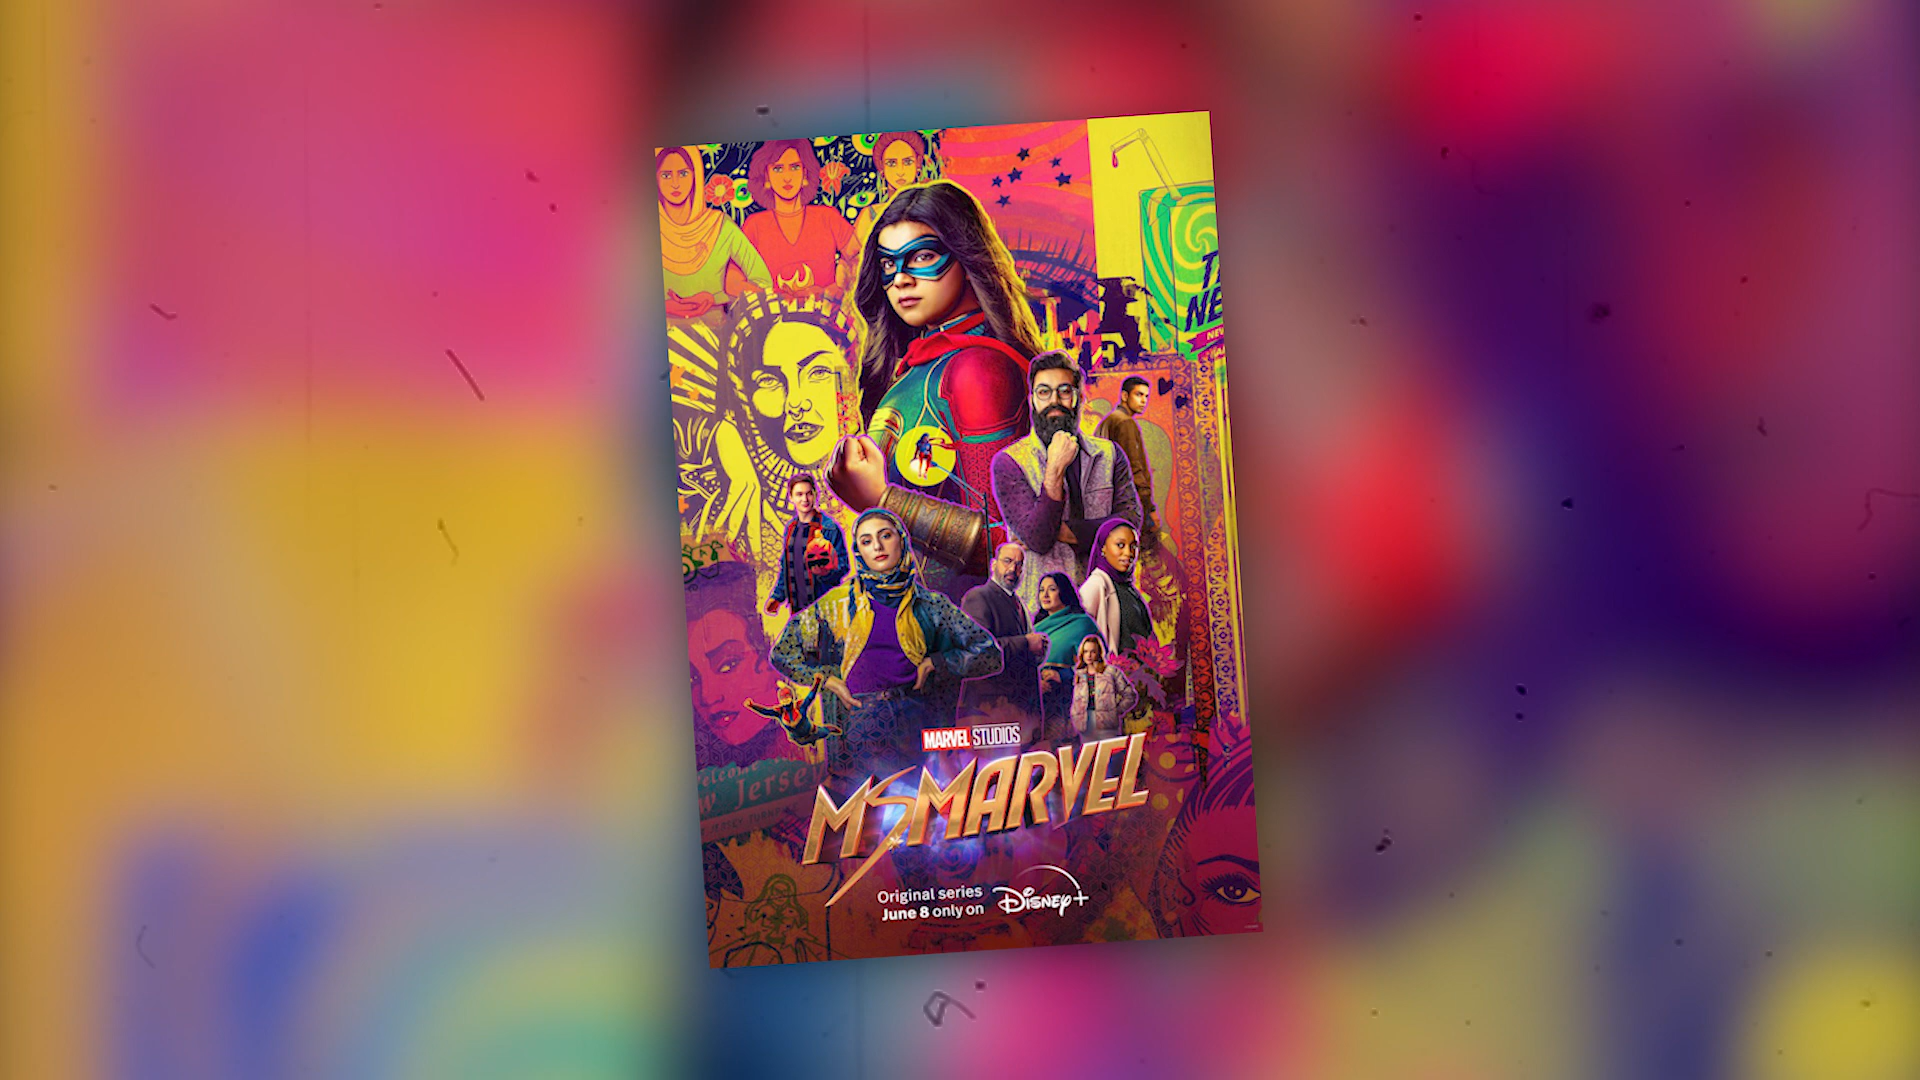 MARVEL STUDIOS
MS MARVEL
Original series
June 8 only on
Disney+